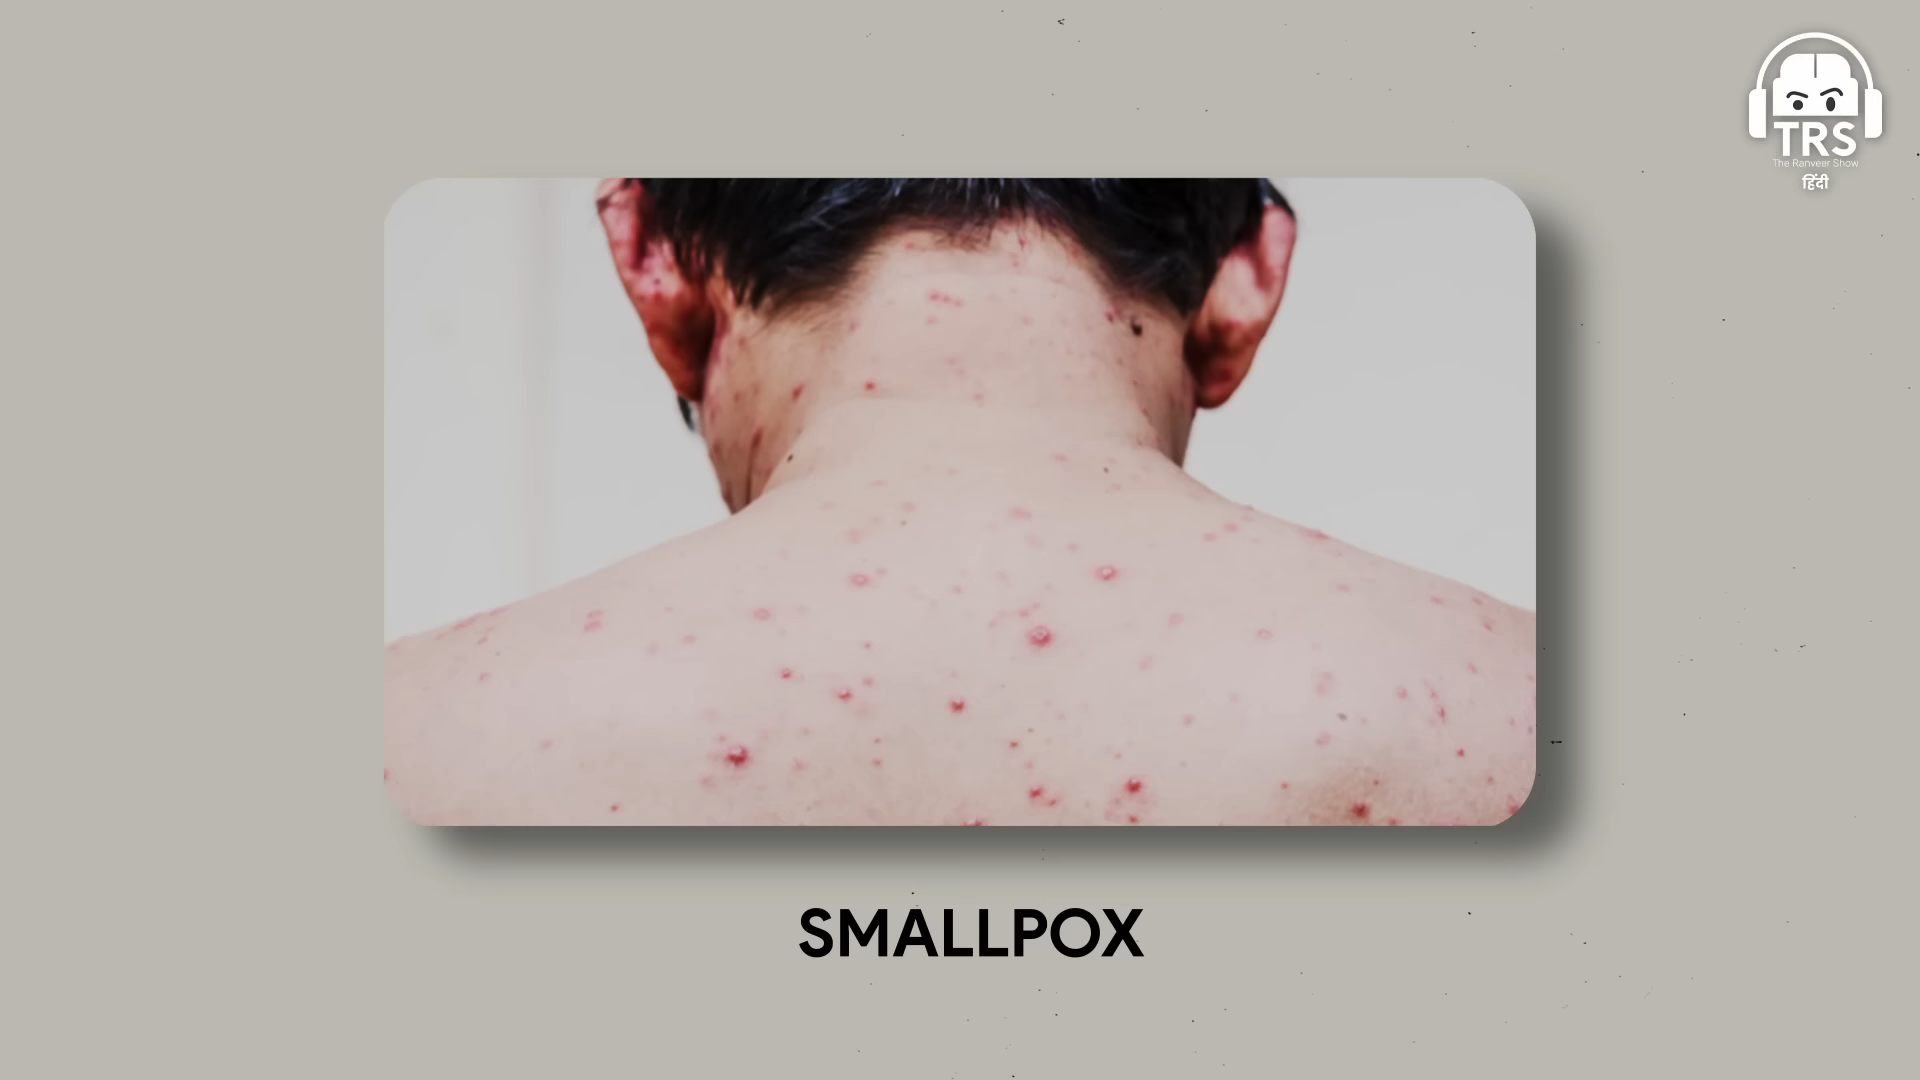 TRS
The Ranveer Show
हिंदी
SMALLPOX